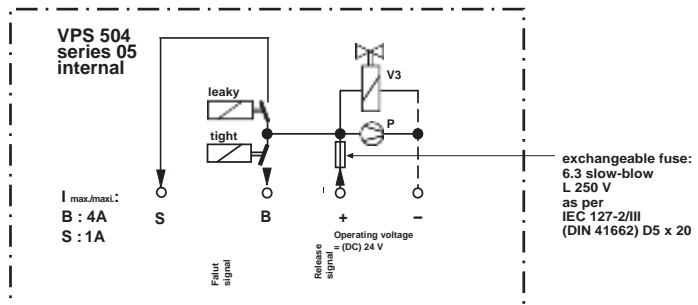 VPS 504
series 05
internal
leaky
V3
tight
P
I max./maxi.:
B : 4A
S : 1A
S
B
I
+
−
Operating voltage
= (DC) 24 V
Falut
signal
Release
signal
exchangeable fuse:
6.3 slow-blow
L 250 V
as per
IEC 127-2/III
(DIN 41662) D5 x 20